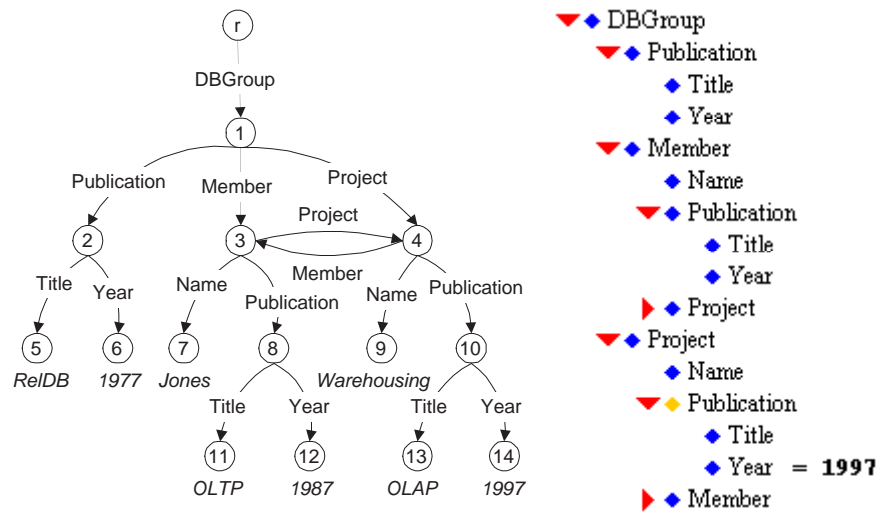 r
DBGroup
1
Publication Member Project
Project
2 3 4
Member
Title Year Name Publication Name Publication
5 6 7 8 9 10
RelDB 1977 Jones Warehousing
Title Year Title Year
11 12 13 14
OLTP 1987 OLAP 1997
DBGroup
Publication
Title
Year
Member
Name
Publication
Title
Year
Project
Project
Name
Publication
Title
Year = 1997
Member